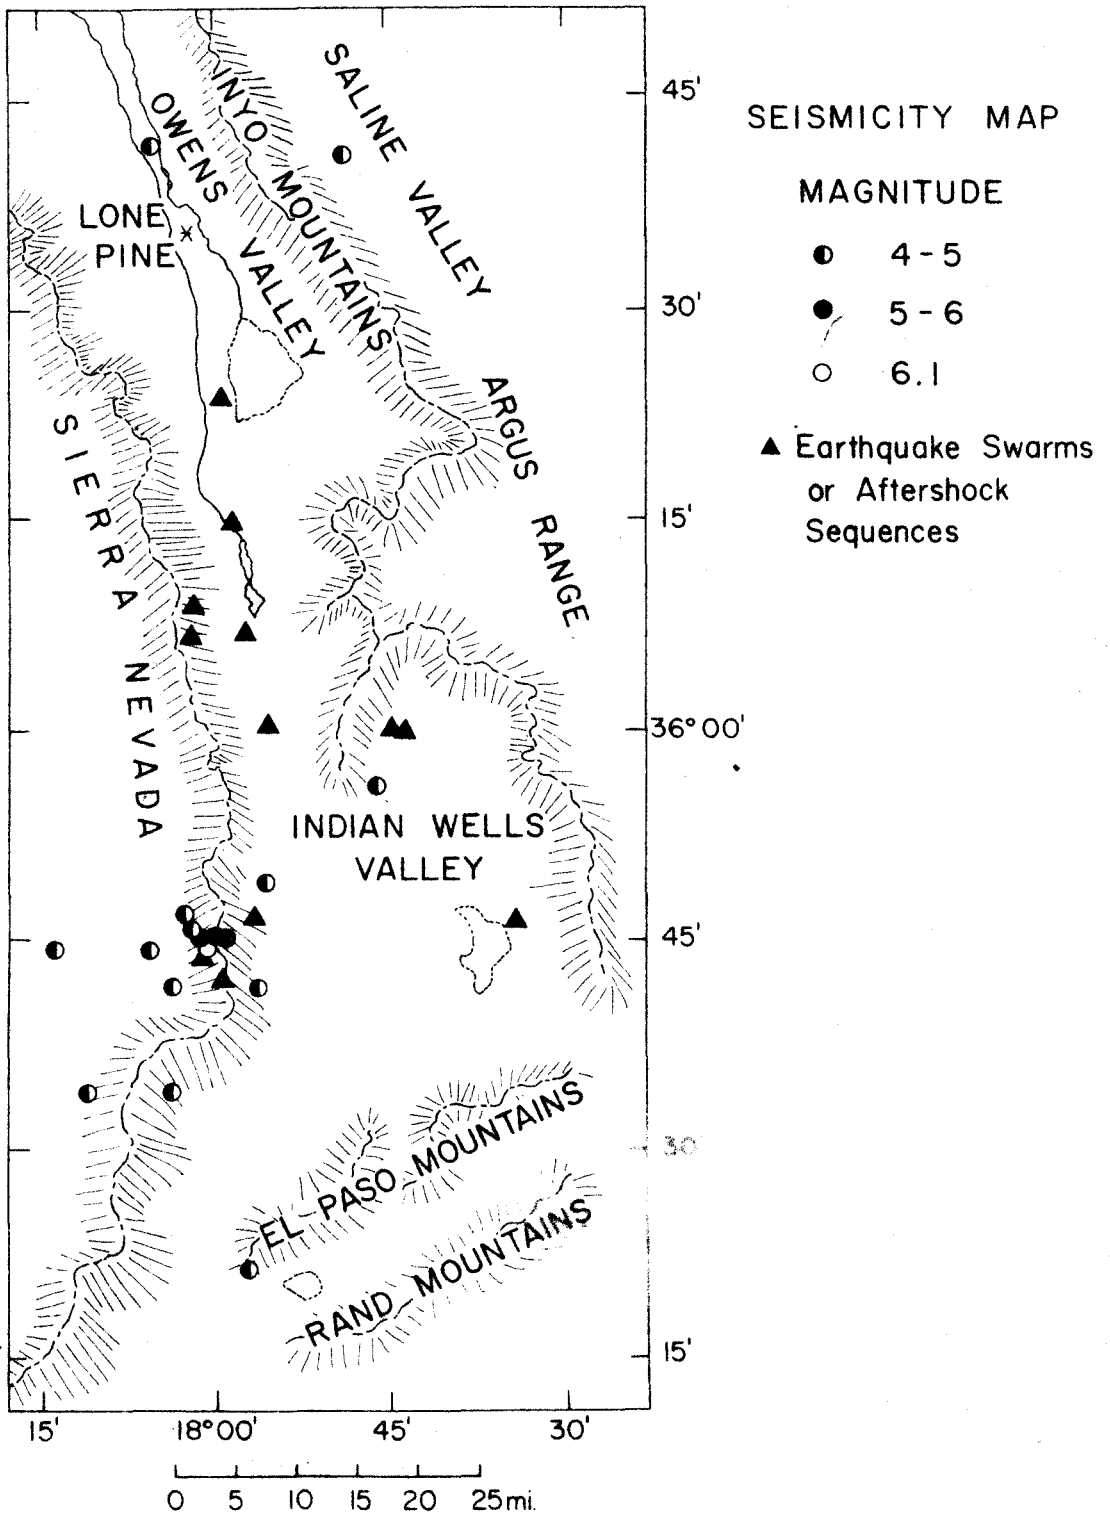 SEISMICITY MAP
MAGNITUDE
4-5
5-6
6.1
Earthquake Swarms
or Aftershock
Sequences
SALINE VALLEY
INYO MOUNTAINS
OWENS
VALLEY
LONE
PINE
SIERRA NEVADA
ARGUS RANGE
INDIAN WELLS
VALLEY
EL PASO MOUNTAINS
RAND MOUNTAINS
45'
30'
15'
36°00'
45'
30'
15'
15'
18°00'
45'
30'
0 5 10 15 20 25mi.